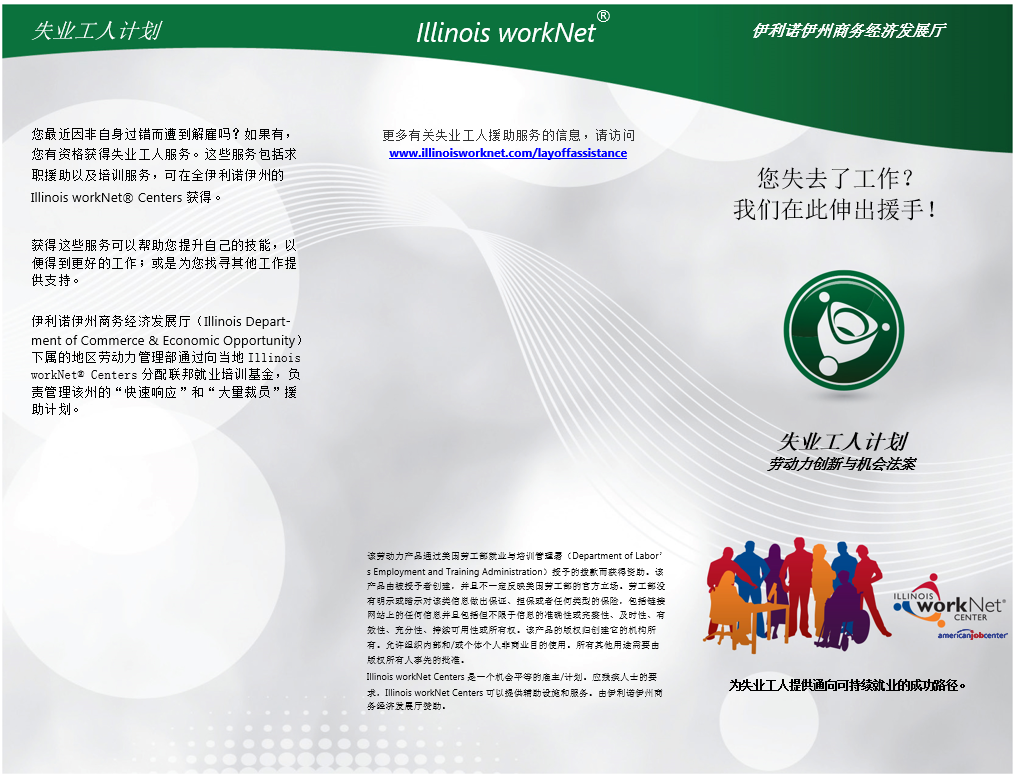 失业工人计划
您最近因非自身过错而遭到解雇吗？如果有，
您有资格获得失业工人服务。这些服务包括求
职援助以及培训服务，可在全伊利诺伊州的
Illinois workNet® Centers 获得。
获得这些服务可以帮助您提升自己的技能，以
便得到更好的工作；或是为您找寻其他工作提
供支持。
伊利诺伊州商务经济发展厅（Illinois Depart-
ment of Commerce & Economic Opportunity）
下属的地区劳动力管理部通过向当地 Illinois
workNet® Centers 分配联邦就业培训基金，负
责管理该州的“快速响应”和“大量裁员”援
助计划。
Illinois workNet®
更多有关失业工人援助服务的信息，请访问
www.illinoisworknet.com/layoffassistance
该劳动力产品通过美国劳工部就业与培训管理署（Department of Labor’
s Employment and Training Administration）授予的拨款而获得资助。该
产品由被授予者创建，并且不一定反映美国劳工部的官方立场。劳工部没
有明示或暗示对该类信息做出保证、担保或者任何类型的保险，包括链接
网站上的任何信息并且包括但不限于信息的准确性或完整性、及时性、有
效性、充分性、持续可用性或所有权。该产品的版权归创建它的机构所
有。允许组织内部和/或个体个人非商业目的使用。所有其他用途需要由
版权所有人事先的批准。
Illinois workNet Centers 是一个机会平等的雇主/计划。应残疾人士的要
求，Illinois workNet Centers 可以提供辅助设施和服务。由伊利诺伊州商
务经济发展厅赞助。
伊利诺伊州商务经济发展厅
您失去了工作？
我们在此伸出援手！
失业工人计划
劳动力创新与机会法案
ILLINOIS
workNet®
CENTER
americanjobcenter®
为失业工人提供通向可持续就业的成功路径。